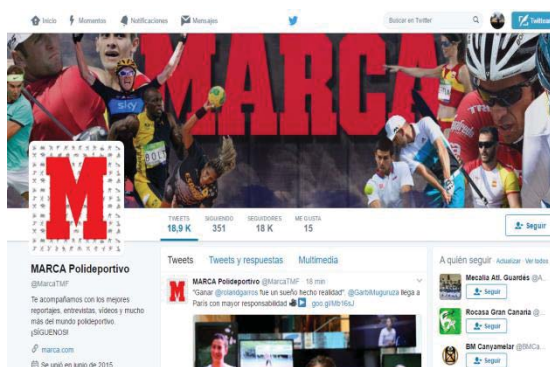 Inicio Momentos Notificaciones Mensajes Buscar en Twitter
MARCA
sky
BOLT
M
TWEETS SIGUIENDO SEGUIDORES ME GUSTA
18,9 K 351 18 K 15
Seguir
MARCA Polideportivo
@MarcaTMF
Te acompañamos con los mejores
reportajes, entrevistas, vídeos y mucho
más del mundo polideportivo.
¡SÍGUENOS!
marca.com
Se unió en junio de 2015
Tweets Tweets y respuestas Multimedia
M
MARCA Polideportivo @MarcaTMF · 18 min
"Ganar @rolandgarros fue un sueño hecho realidad". @GarbiMuguruza llega a
París con mayor responsabilidad
A quién seguir Actualizar Ver todos
Mecalia Atl. Guardés @A...
Seguir
Rocasa Gran Canaria @...
Seguir
BM Canyamelar @BMCa...
Seguir